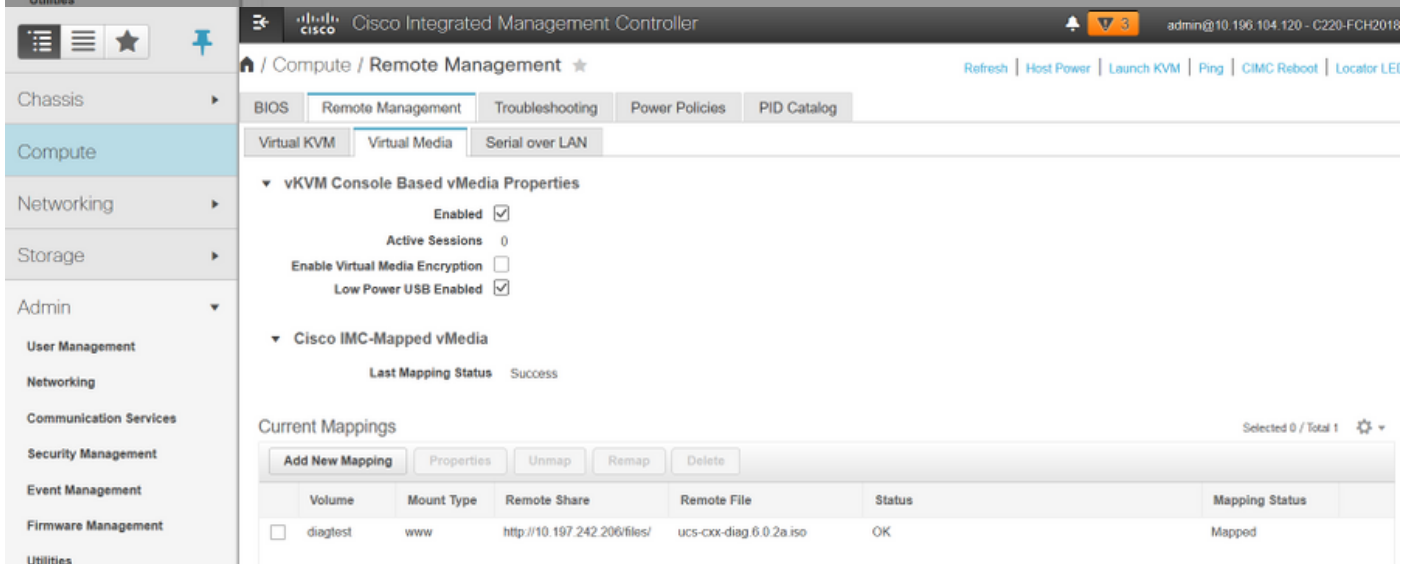 Utilities
cisco Cisco Integrated Management Controller 3 admin@10.196.104.120 - C220-FCH2018
/ Compute / Remote Management
Refresh | Host Power | Launch KVM | Ping | CIMC Reboot | Locator LED
Chassis
Compute
Networking
Storage
Admin
User Management
Networking
Communication Services
Security Management
Event Management
Firmware Management
Utilities
BIOS Remote Management Troubleshooting Power Policies PID Catalog
Virtual KVM Virtual Media Serial over LAN
vKVM Console Based vMedia Properties
Enabled
Active Sessions 0
Enable Virtual Media Encryption
Low Power USB Enabled
Cisco IMC-Mapped vMedia
Last Mapping Status Success
Current Mappings
Selected 0 / Total 1
Add New Mapping Properties Unmap Remap Delete
Volume Mount Type Remote Share Remote File Status Mapping Status
diagtest www http://10.197.242.206/files/ ucs-cxx-diag.6.0.2a.iso OK Mapped